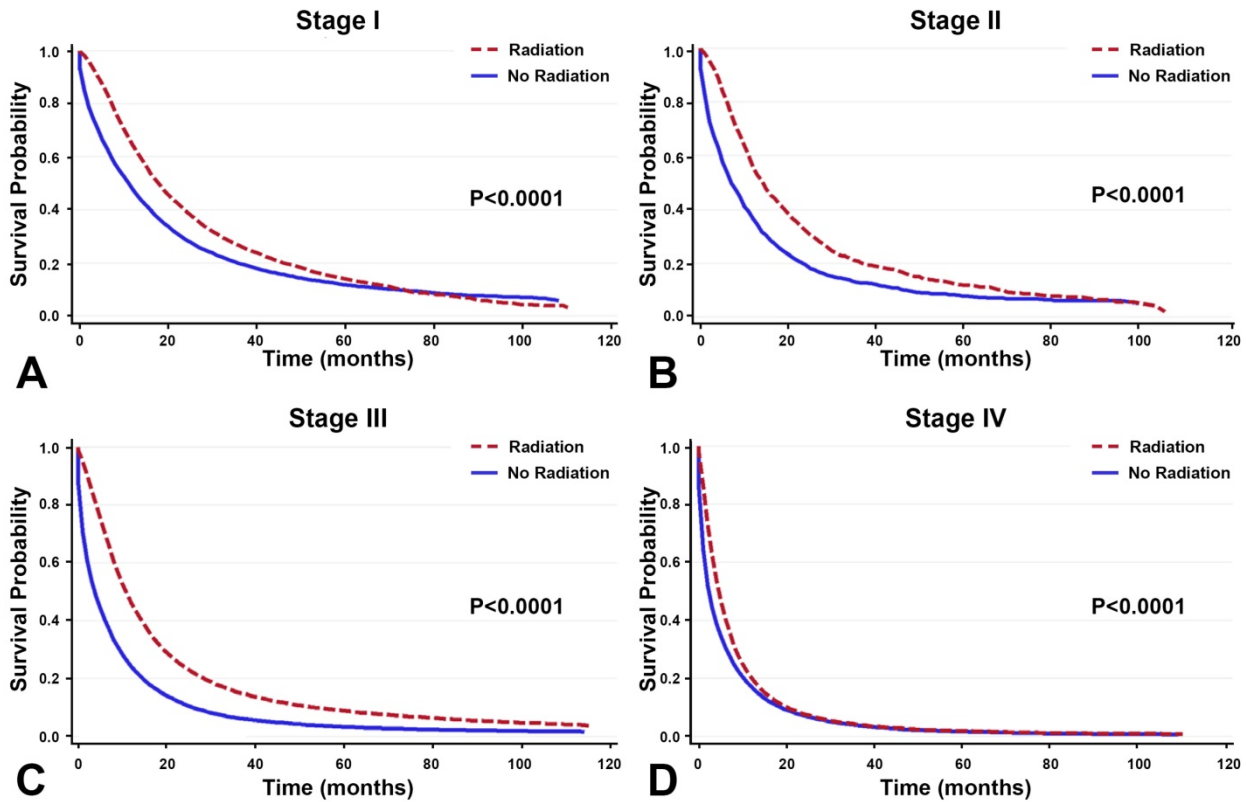 Stage I
Radiation
No Radiation
1.0
0.8
0.6
0.4
0.2
0.0
Survival Probability
P<0.0001
0 20 40 60 80 100 120
Time (months)
A
Stage II
Radiation
No Radiation
1.0
0.8
0.6
0.4
0.2
0.0
Survival Probability
P<0.0001
0 20 40 60 80 100 120
Time (months)
B
Stage III
Radiation
No Radiation
1.0
0.8
0.6
0.4
0.2
0.0
Survival Probability
P<0.0001
0 20 40 60 80 100 120
Time (months)
C
Stage IV
Radiation
No Radiation
1.0
0.8
0.6
0.4
0.2
0.0
Survival Probability
P<0.0001
0 20 40 60 80 100 120
Time (months)
D